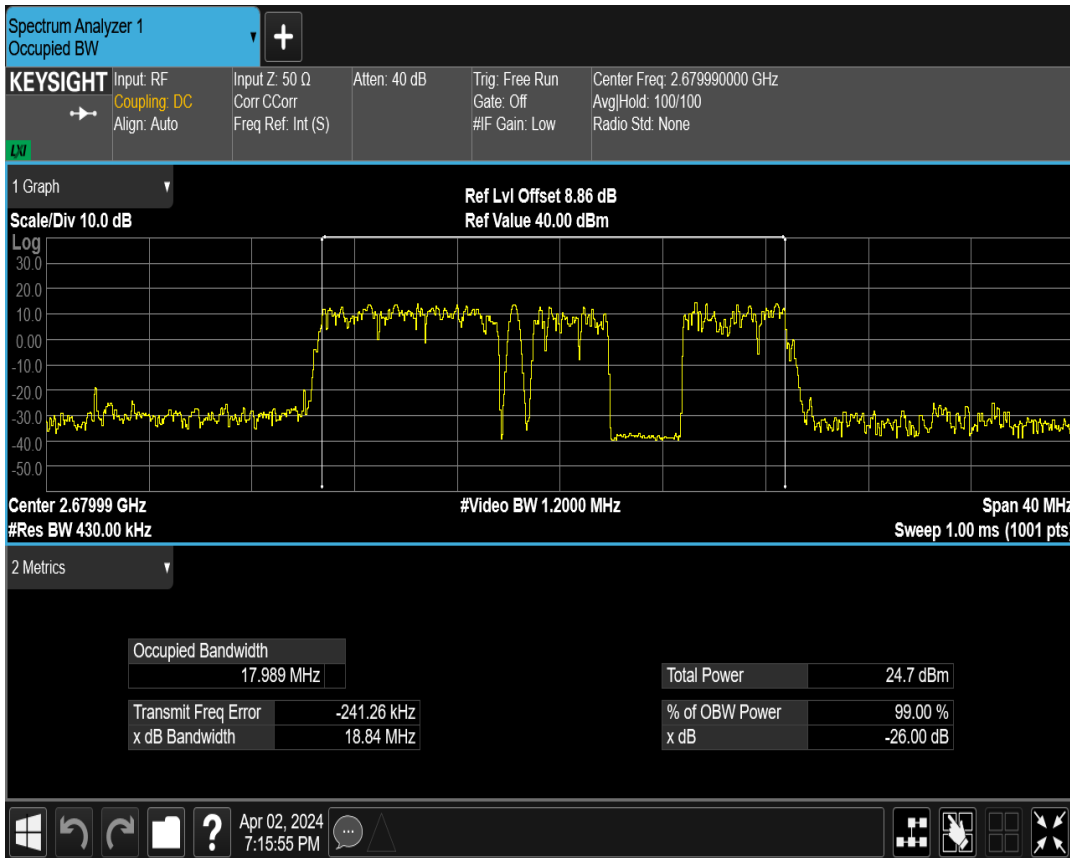 Spectrum Analyzer 1
Occupied BW
KEYSIGHT
LXI
Input: RF
Coupling: DC
Align: Auto
Input Z: 50 Ω
Corr CCorr
Freq Ref: Int (S)
Atten: 40 dB
Trig: Free Run
Gate: Off
#IF Gain: Low
Center Freq: 2.679990000 GHz
Avg|Hold: 100/100
Radio Std: None
1 Graph
Scale/Div 10.0 dB
Ref Lvl Offset 8.86 dB
Ref Value 40.00 dBm
Log
30.0
20.0
10.0
0.00
-10.0
-20.0
-30.0
-40.0
-50.0
Center 2.67999 GHz
#Video BW 1.2000 MHz
Span 40 MHz
#Res BW 430.00 kHz
Sweep 1.00 ms (1001 pts)
2 Metrics
Occupied Bandwidth
17.989 MHz
Total Power 24.7 dBm
Transmit Freq Error -241.26 kHz
% of OBW Power 99.00 %
x dB Bandwidth 18.84 MHz
x dB -26.00 dB
?
Apr 02, 2024
7:15:55 PM